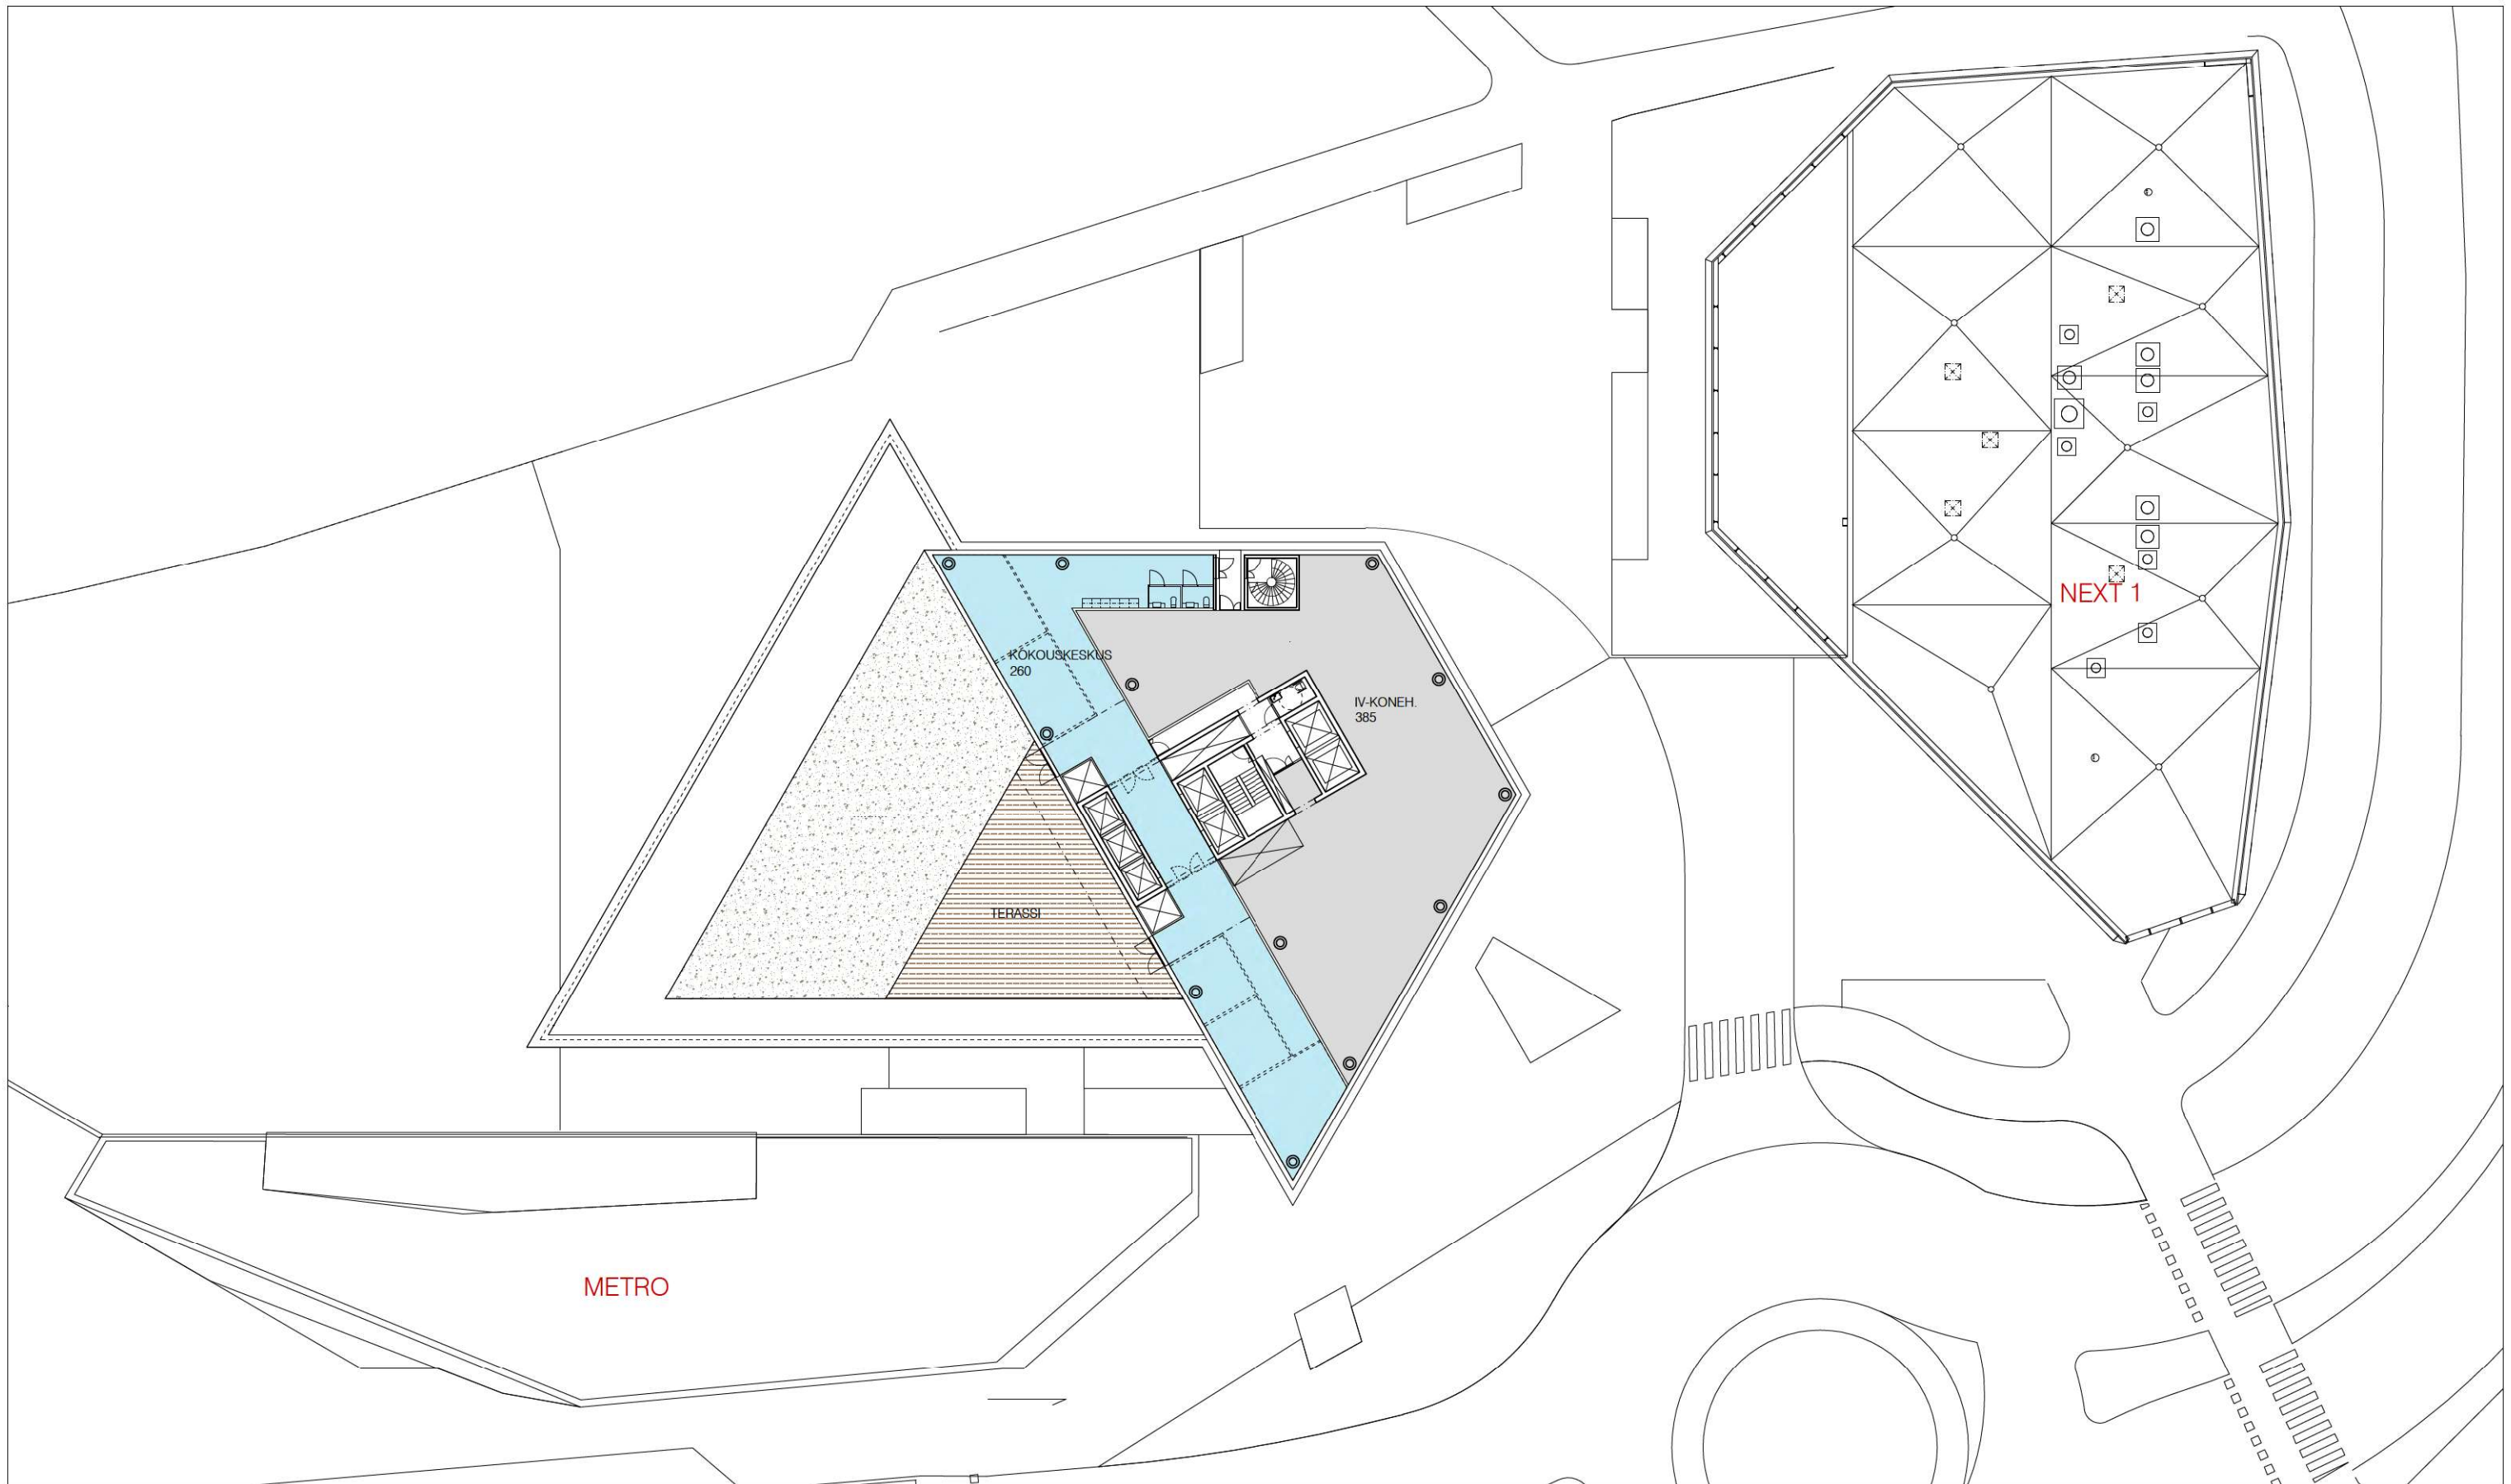 NEXT 1
KOKOUSKESKUS
260
IV-KONEH.
385
TERASSI
METRO